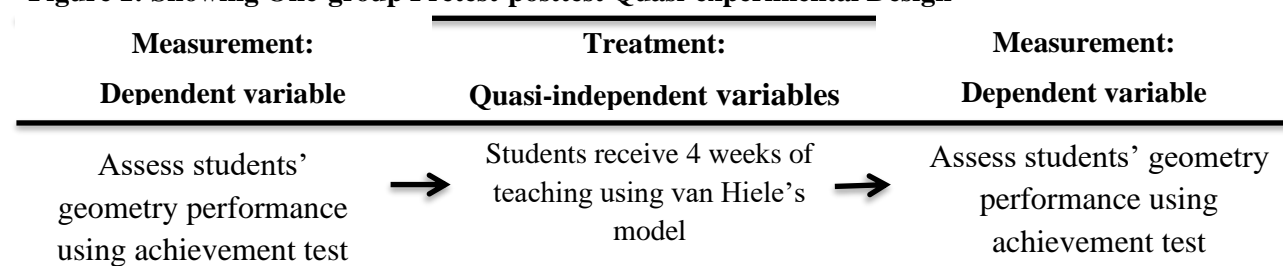 Measurement:
Dependent variable
Treatment:
Quasi-independent variables
Measurement:
Dependent variable
Assess students’
geometry performance
using achievement test
Students receive 4 weeks of
teaching using van Hiele’s
model
Assess students’ geometry
performance using
achievement test